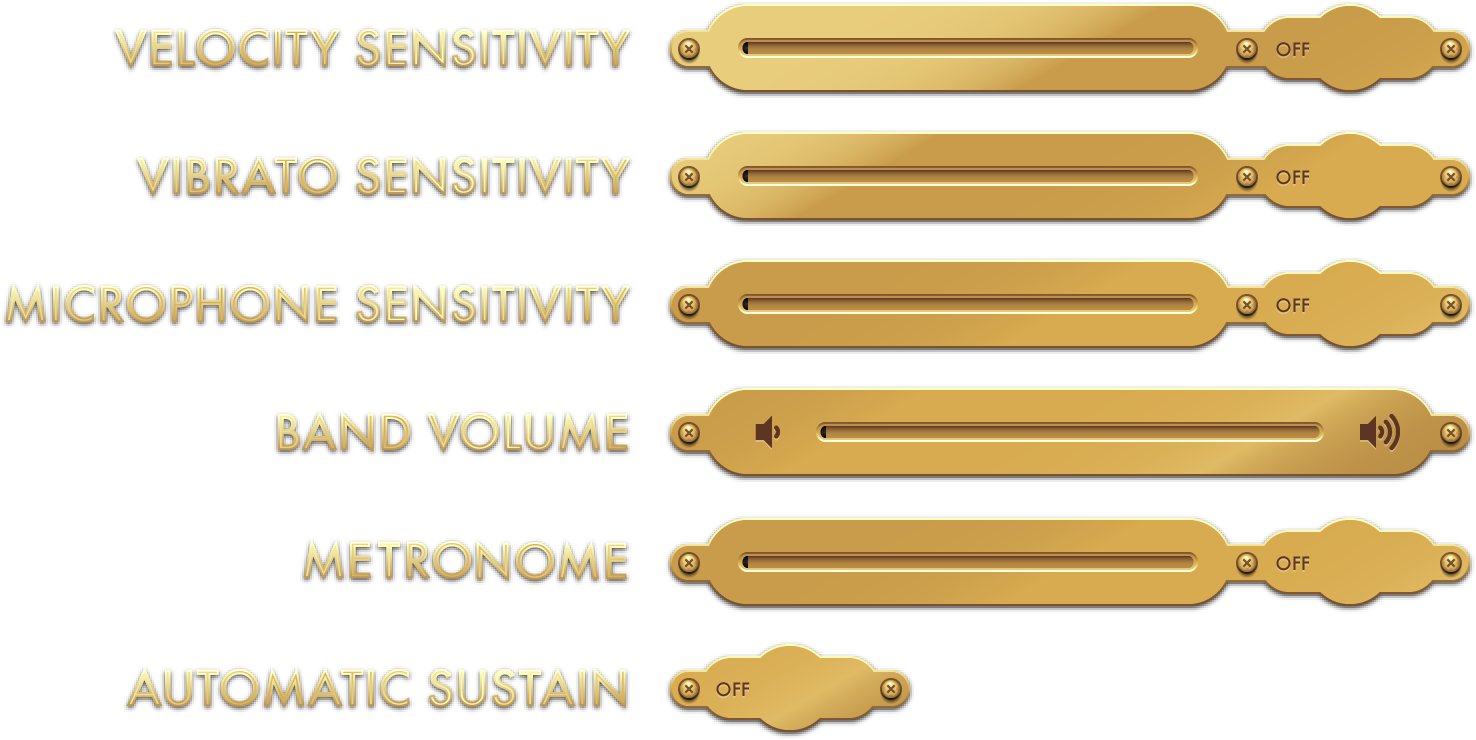 VELOCITY SENSITIVITY OFF
VIBRATO SENSITIVITY OFF
MICROPHONE SENSITIVITY OFF
BAND VOLUME
METRONOME OFF
AUTOMATIC SUSTAIN OFF